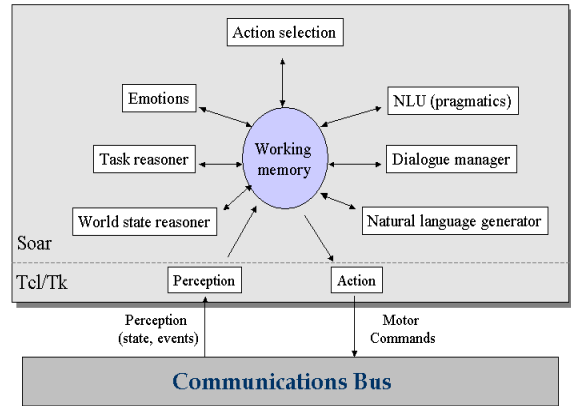 Action selection
Emotions
NLU (pragmatics)
Working
memory
Task reasoner
Dialogue manager
World state reasoner
Natural language generator
Soar
Tcl/Tk
Perception
Action
Perception
(state, events)
Motor
Commands
Communications Bus